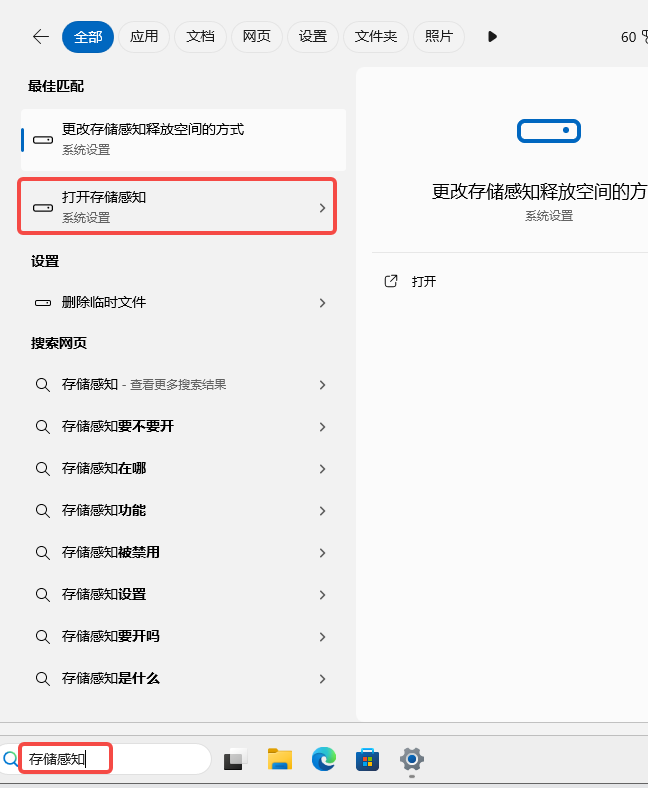 全部 应用 文档 网页 设置 文件夹 照片 60
最佳匹配
更改存储感知释放空间的方式
系统设置
打开存储感知
系统设置
设置
删除临时文件
搜索网页
存储感知 - 查看更多搜索结果
存储感知要不要开
存储感知在哪
存储感知功能
存储感知被禁用
存储感知设置
存储感知要开吗
存储感知是什么
更改存储感知释放空间的方
系统设置
打开
存储感知